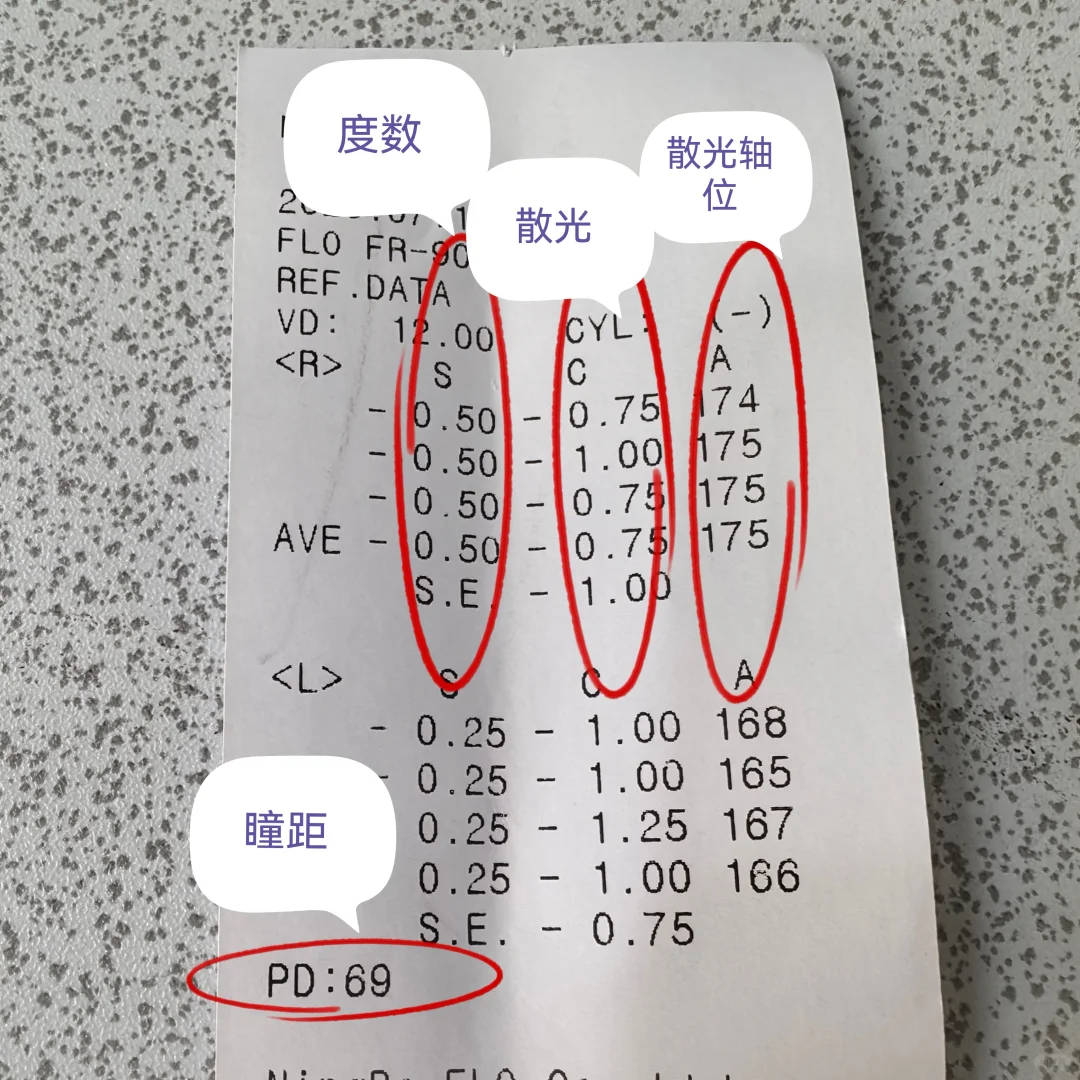 度数
散光
散光轴
位
FLO FR-90
REF.DATA
VD: 12.00 CYL: (-)
<R> S C A
- 0.50 - 0.75 174
- 0.50 - 1.00 175
- 0.50 - 0.75 175
AVE - 0.50 - 0.75 175
S.E. - 1.00
<L> S C A
- 0.25 - 1.00 168
- 0.25 - 1.00 165
0.25 - 1.25 167
0.25 - 1.00 166
S.E. - 0.75
瞳距
PD:69
FLO